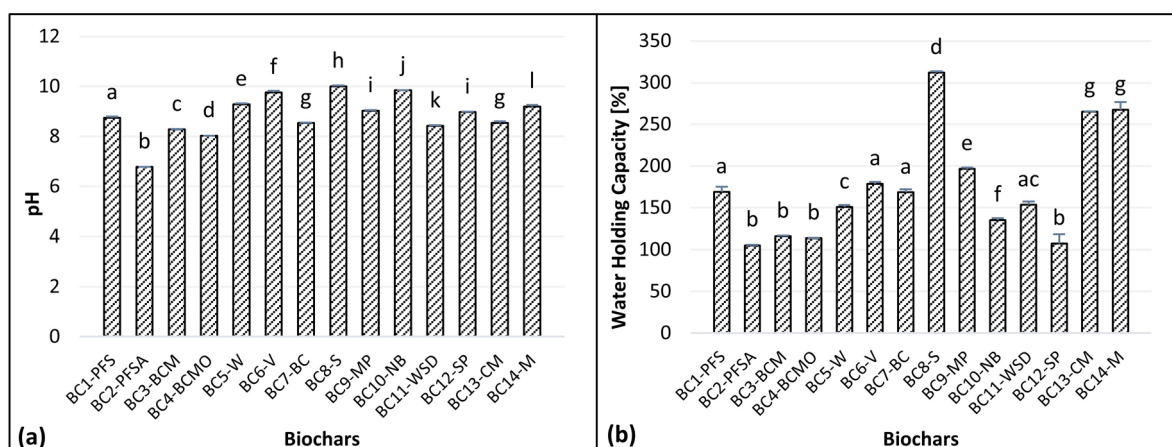 12
10
8
6
4
2
0
pH
a
b
c
d
e
f
g
h
i
j
k
i
g
l
BC1-PFS
BC2-PFSA
BC3-BCM
BC4-BCMO
BC5-W
BC6-V
BC7-BC
BC8-S
BC9-MP
BC10-NB
BC11-WSD
BC12-SP
BC13-CM
BC14-M
(a)
Biochars
350
300
250
200
150
100
50
0
Water Holding Capacity [%]
a
b
b
b
c
a
a
d
e
f
ac
b
g
g
BC1-PFS
BC2-PFSA
BC3-BCM
BC4-BCMO
BC5-W
BC6-V
BC7-BC
BC8-S
BC9-MP
BC10-NB
BC11-WSD
BC12-SP
BC13-CM
BC14-M
(b)
Biochars